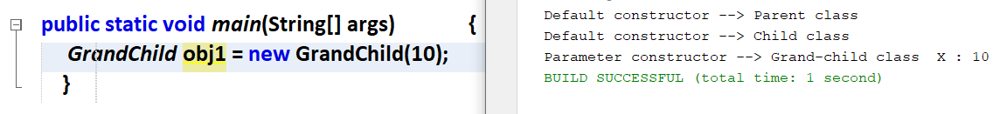 public static void main(String[] args) {
GrandChild obj1 = new GrandChild(10);
}
Default constructor --> Parent class
Default constructor --> Child class
Parameter constructor --> Grand-child class X : 10
BUILD SUCCESSFUL (total time: 1 second)